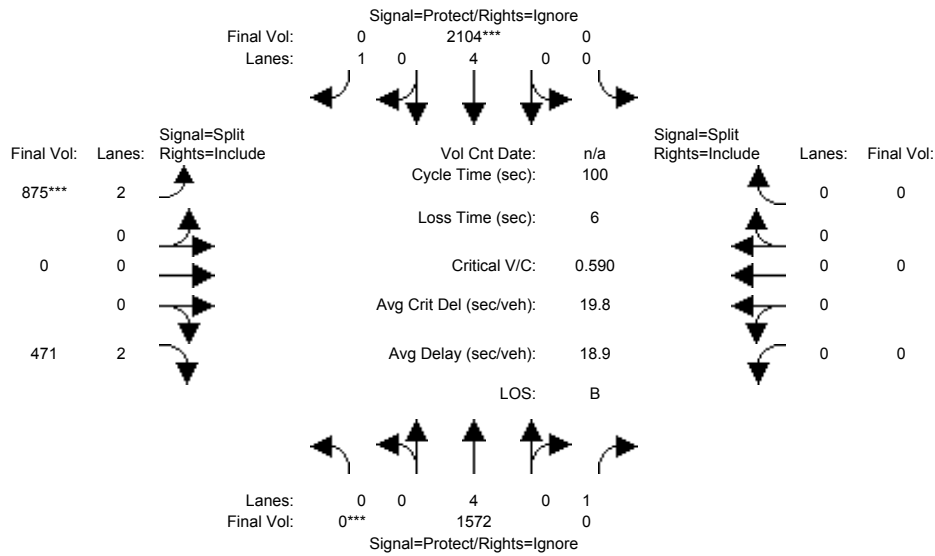 Signal=Protect/Rights=Ignore
Final Vol: 0 2104*** 0
Lanes: 1 0 4 0 0
Signal=Split
Final Vol: Lanes: Rights=Include
Vol Cnt Date: n/a
Signal=Split
Rights=Include Lanes: Final Vol:
Cycle Time (sec): 100
875*** 2
0 0
Loss Time (sec): 6
0
0
0 0
Critical V/C: 0.590
0 0
0
Avg Crit Del (sec/veh): 19.8
0
471 2
Avg Delay (sec/veh): 18.9
0 0
LOS: B
Lanes: 0 0 4 0 1
Final Vol: 0*** 1572 0
Signal=Protect/Rights=Ignore